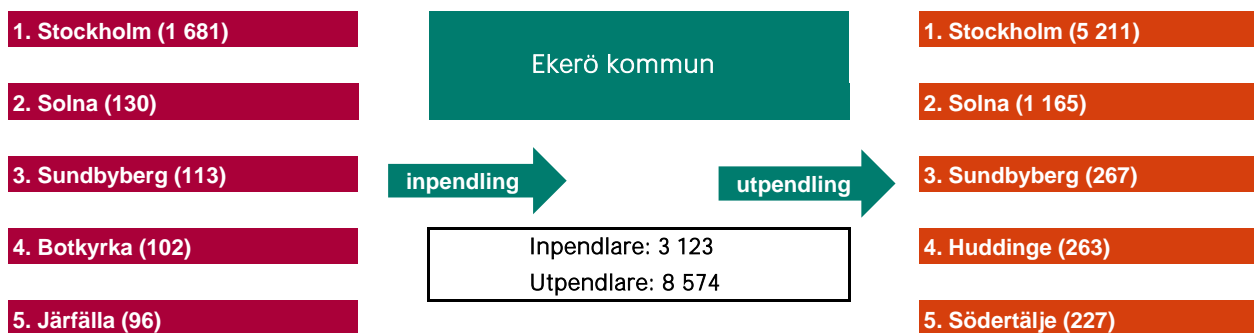 1. Stockholm (1 681)
2. Solna (130)
3. Sundbyberg (113)
4. Botkyrka (102)
5. Järfälla (96)
Ekerö kommun
inpendling
utpendling
Inpendlare: 3 123
Utpendlare: 8 574
1. Stockholm (5 211)
2. Solna (1 165)
3. Sundbyberg (267)
4. Huddinge (263)
5. Södertälje (227)